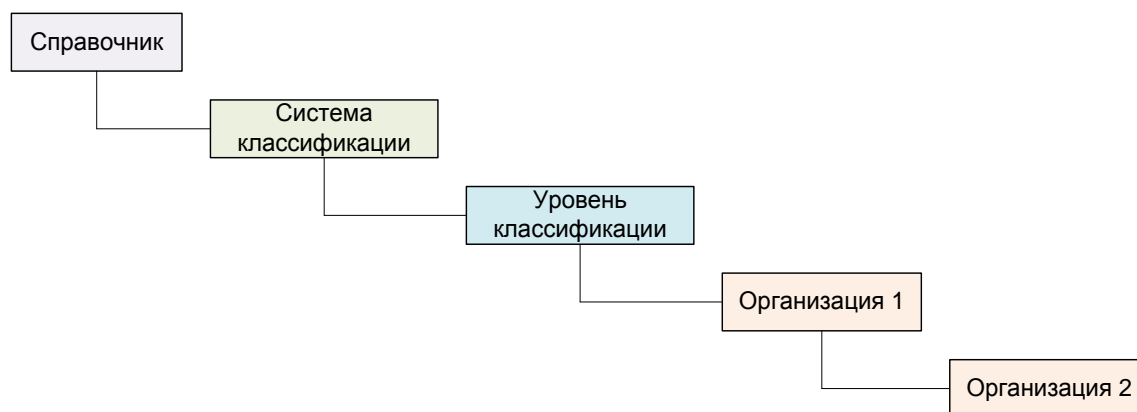 Справочник
Система
классификации
Уровень
классификации
Организация 1
Организация 2